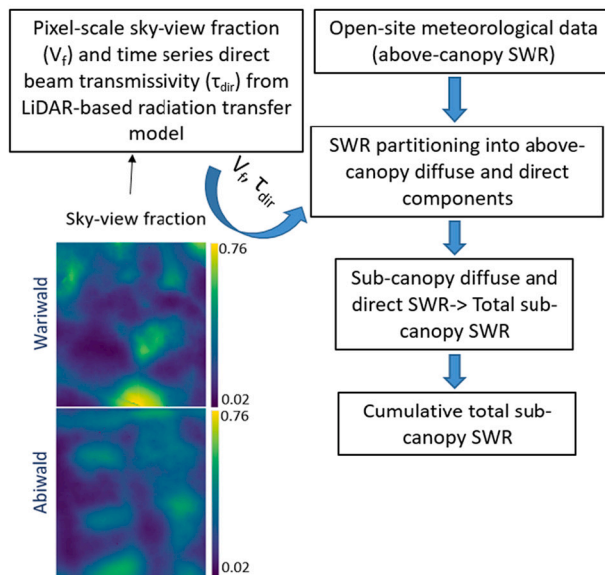 Pixel-scale sky-view fraction
(Vf) and time series direct
beam transmissivity (τdir) from
LiDAR-based radiation transfer
model
Open-site meteorological data
(above-canopy SWR)
SWR partitioning into above-
canopy diffuse and direct
components
Vf, τdir
Sub-canopy diffuse and
direct SWR-> Total sub-
canopy SWR
Cumulative total sub-
canopy SWR
Sky-view fraction
Wariwald
0.76
0.02
Abiwald
0.76
0.02